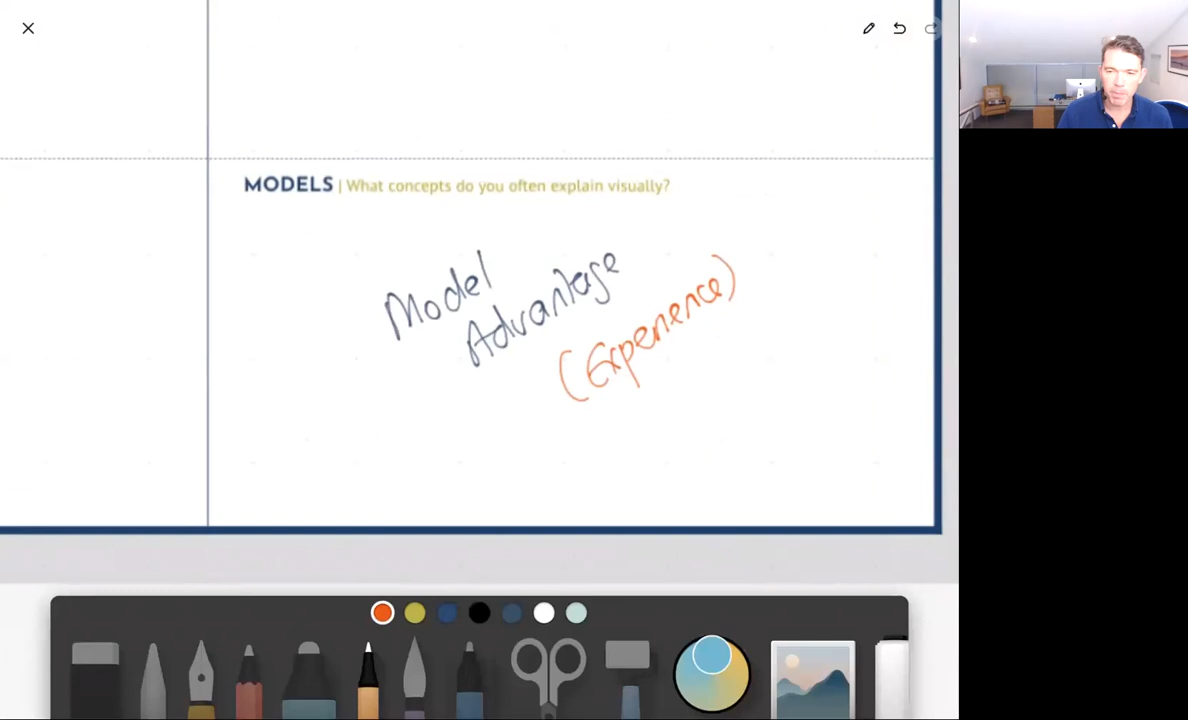 MODELS | What concepts do you often explain visually?
Model
Advantage
(Experience)